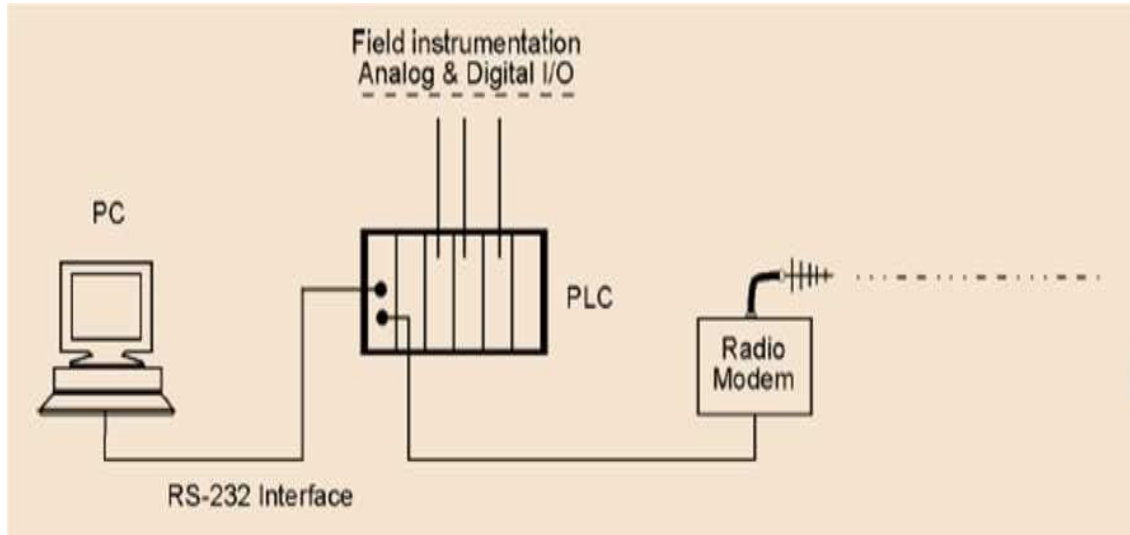 Field instrumentation
Analog & Digital I/O
PC
PLC
Radio
Modem
RS-232 Interface